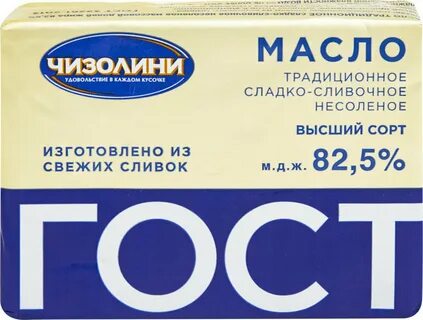 ЧИЗОЛИНИ
УДОВОЛЬСТВИЕ В КАЖДОМ КУСОЧКЕ
МАСЛО
ТРАДИЦИОННОЕ
СЛАДКО-СЛИВОЧНОЕ
НЕСОЛЕНОЕ
ВЫСШИЙ СОРТ
м.д.ж. 82,5%
ИЗГОТОВЛЕНО ИЗ
СВЕЖИХ СЛИВОК
ГОСТ